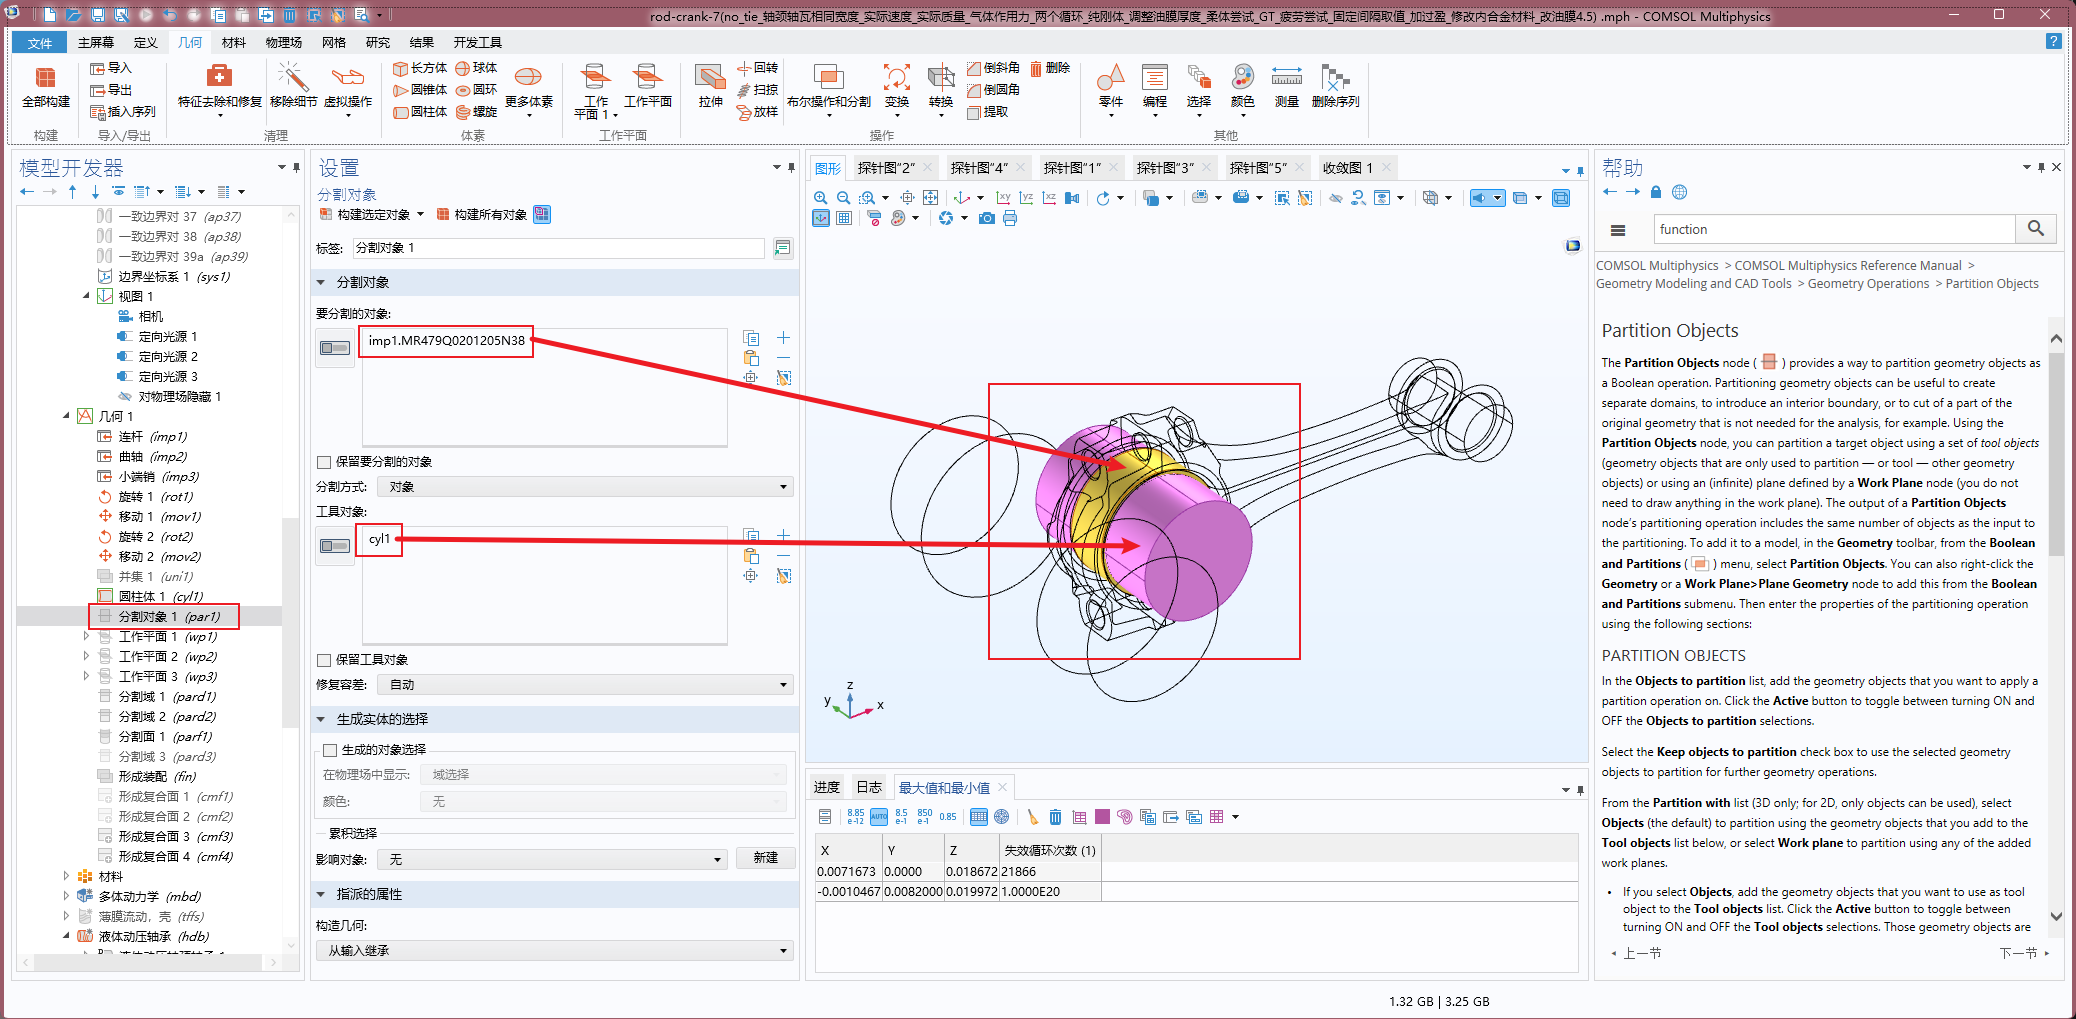 rod-crank-7(no_tie_轴颈轴瓦相同宽度_实际速度_实际质量_气体作用力_两个循环_纯刚体_调整油膜厚度_柔体尝试_GT_疲劳尝试_固定间隔取值_加过盈_修改内合金材料_改油膜4.5) .mph - COMSOL Multiphysics
文件 主屏幕 定义 几何 材料 物理场 网格 研究 结果 开发工具
全部构建
构建
导入
导出
插入序列
导入/导出
特征去除和修复
移除细节
虚拟操作
清理
长方体 球体
圆锥体 圆环
圆柱体 螺旋
更多体素
体素
工作平面 1
工作平面
工作平面
拉伸
回转
扫掠
放样
布尔操作和分割
变换
转换
倒斜角 删除
倒圆角
提取
操作
零件
编程
选择
颜色
测量
删除序列
其他
模型开发器
一致边界对 37 (ap37)
一致边界对 38 (ap38)
一致边界对 39a (ap39)
边界坐标系 1 (sys1)
视图 1
相机
定向光源 1
定向光源 2
定向光源 3
对物理场隐藏 1
几何 1
连杆 (imp1)
曲轴 (imp2)
小端销 (imp3)
旋转 1 (rot1)
移动 1 (mov1)
旋转 2 (rot2)
移动 2 (mov2)
并集 1 (uni1)
圆柱体 1 (cyl1)
分割对象 1 (par1)
工作平面 1 (wp1)
工作平面 2 (wp2)
工作平面 3 (wp3)
分割域 1 (pard1)
分割域 2 (pard2)
分割面 1 (parf1)
分割域 3 (pard3)
形成装配 (fin)
形成复合面 1 (cmf1)
形成复合面 2 (cmf2)
形成复合面 3 (cmf3)
形成复合面 4 (cmf4)
材料
多体动力学 (mbd)
薄膜流动，壳 (tffs)
液体动压轴承 (hdb)
设置
分割对象
构建选定对象 构建所有对象
标签: 分割对象 1
分割对象
要分割的对象:
imp1.MR479Q0201205N38
保留要分割的对象
分割方式: 对象
工具对象:
cyl1
保留工具对象
修复容差: 自动
生成实体的选择
生成的对象选择
在物理场中显示: 域选择
颜色: 无
累积选择
影响对象: 无 新建
指派的属性
构造几何:
从输入继承
图形 探针图“2” 探针图“4” 探针图“1” 探针图“3” 探针图“5” 收敛图 1
xy yz xz
z
y
x
进度 日志 最大值和最小值
8.85 e-12 AUTO 8.5 e-1 850 e-1 0.85
X Y Z 失效循环次数 (1)
0.0071673 0.0000 0.018672 21866
-0.0010467 0.0082000 0.019972 1.0000E20
帮助
function
COMSOL Multiphysics > COMSOL Multiphysics Reference Manual >
Geometry Modeling and CAD Tools > Geometry Operations > Partition Objects
Partition Objects
The Partition Objects node ( ) provides a way to partition geometry objects as
a Boolean operation. Partitioning geometry objects can be useful to create
separate domains, to introduce an interior boundary, or to cut of a part of the
original geometry that is not needed for the analysis, for example. Using the
Partition Objects node, you can partition a target object using a set of tool objects
(geometry objects that are only used to partition — or tool — other geometry
objects) or using an (infinite) plane defined by a Work Plane node (you do not
need to draw anything in the work plane). The output of a Partition Objects
node’s partitioning operation includes the same number of objects as the input to
the partitioning. To add it to a model, in the Geometry toolbar, from the Boolean
and Partitions ( ) menu, select Partition Objects. You can also right-click the
Geometry or a Work Plane>Plane Geometry node to add this from the Boolean
and Partitions submenu. Then enter the properties of the partitioning operation
using the following sections:
PARTITION OBJECTS
In the Objects to partition list, add the geometry objects that you want to apply a
partition operation on. Click the Active button to toggle between turning ON and
OFF the Objects to partition selections.
Select the Keep objects to partition check box to use the selected geometry
objects to partition for further geometry operations.
From the Partition with list (3D only; for 2D, only objects can be used), select
Objects (the default) to partition using the geometry objects that you add to the
Tool objects list below, or select Work plane to partition using any of the added
work planes.
• If you select Objects, add the geometry objects that you want to use as tool
object to the Tool objects list. Click the Active button to toggle between
turning ON and OFF the Tool objects selections. Those geometry objects are
上一节 下一节
1.32 GB | 3.25 GB